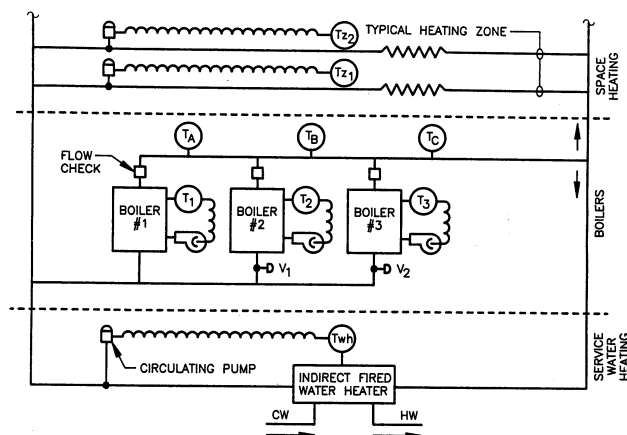 Tz2
TYPICAL HEATING ZONE
Tz1
SPACE
HEATING
TA
TB
TC
FLOW
CHECK
BOILER
#1
T1
BOILER
#2
T2
BOILER
#3
T3
V1
V2
BOILERS
Twh
CIRCULATING PUMP
INDIRECT FIRED
WATER HEATER
CW
HW
SERVICE
WATER
HEATING